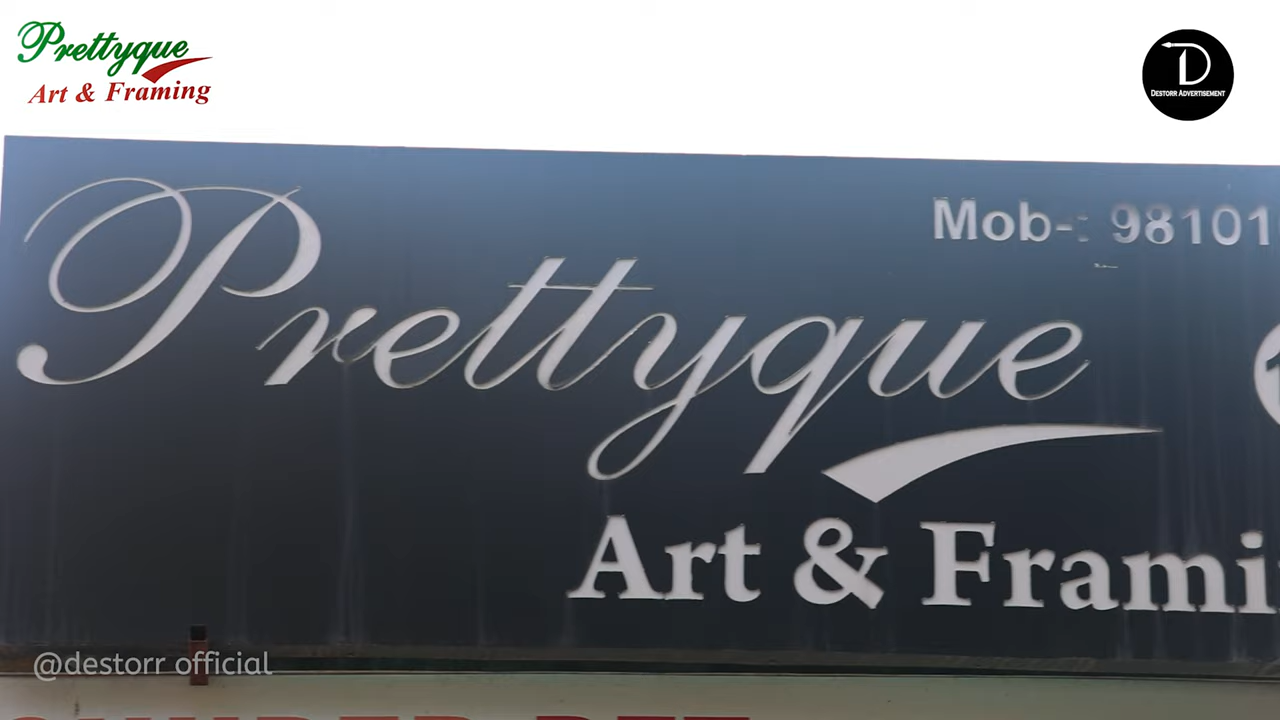 Prettyque
Art & Framing
D
DESTORR ADVERTISEMENT
Mob-: 98101
Prettyque
Art & Frami
@destorr official